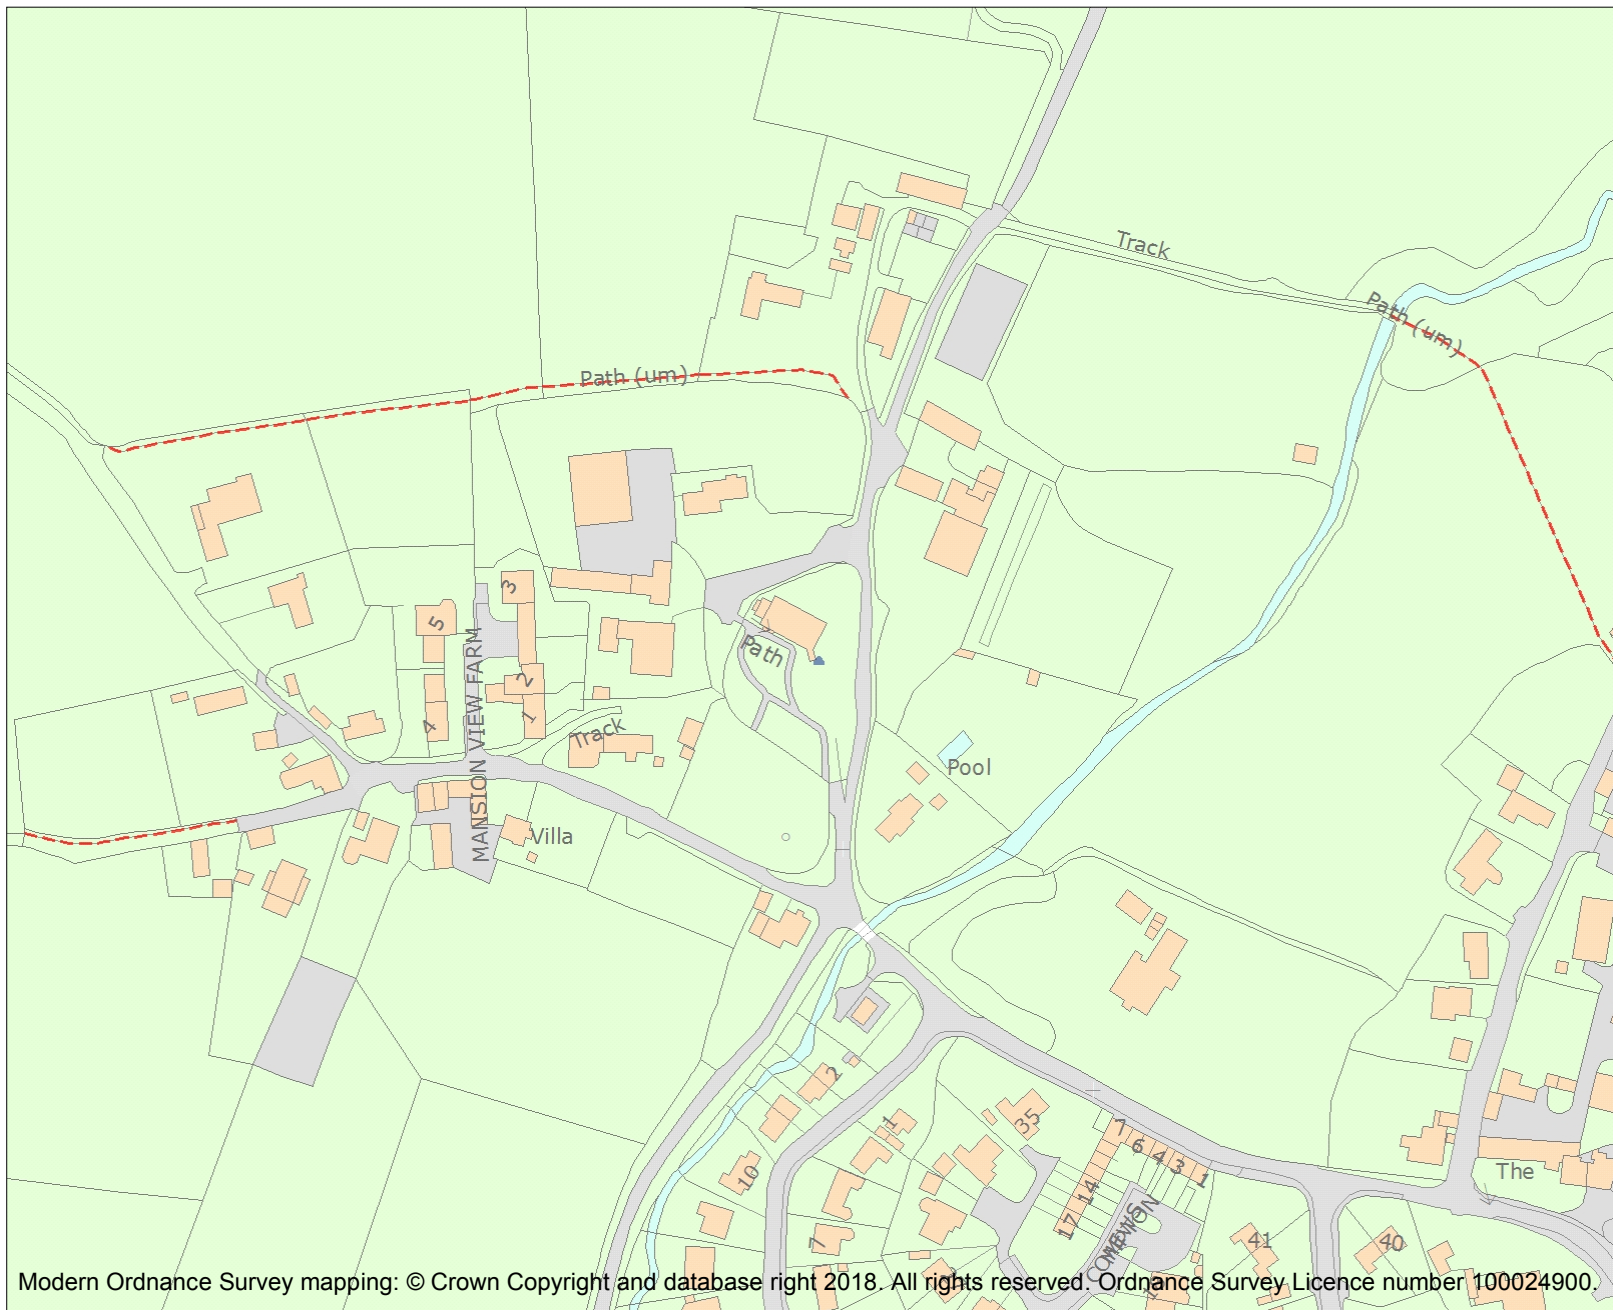 Track
Path (um)
Path (um)
3
5
MANSION VIEW FARM
Path
2
1
4
Track
Pool
Villa
2
1
35
7
6
4
3
1
10
14
17
7
The
41
40
Modern Ordnance Survey mapping: © Crown Copyright and database right 2018. All rights reserved. Ordnance Survey Licence number 100024900.